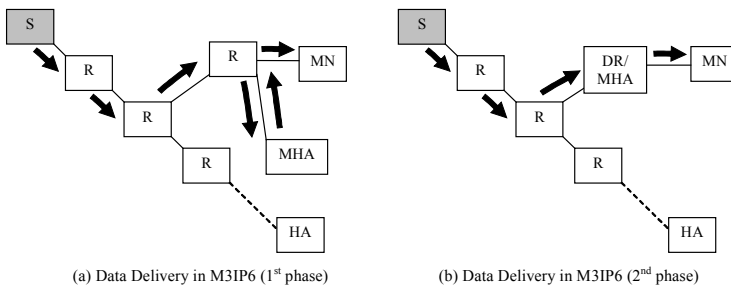 S
R
R
R
MN
MHA
R
HA
(a) Data Delivery in M3IP6 (1st phase)
S
R
R
DR/
MHA
MN
R
HA
(b) Data Delivery in M3IP6 (2nd phase)